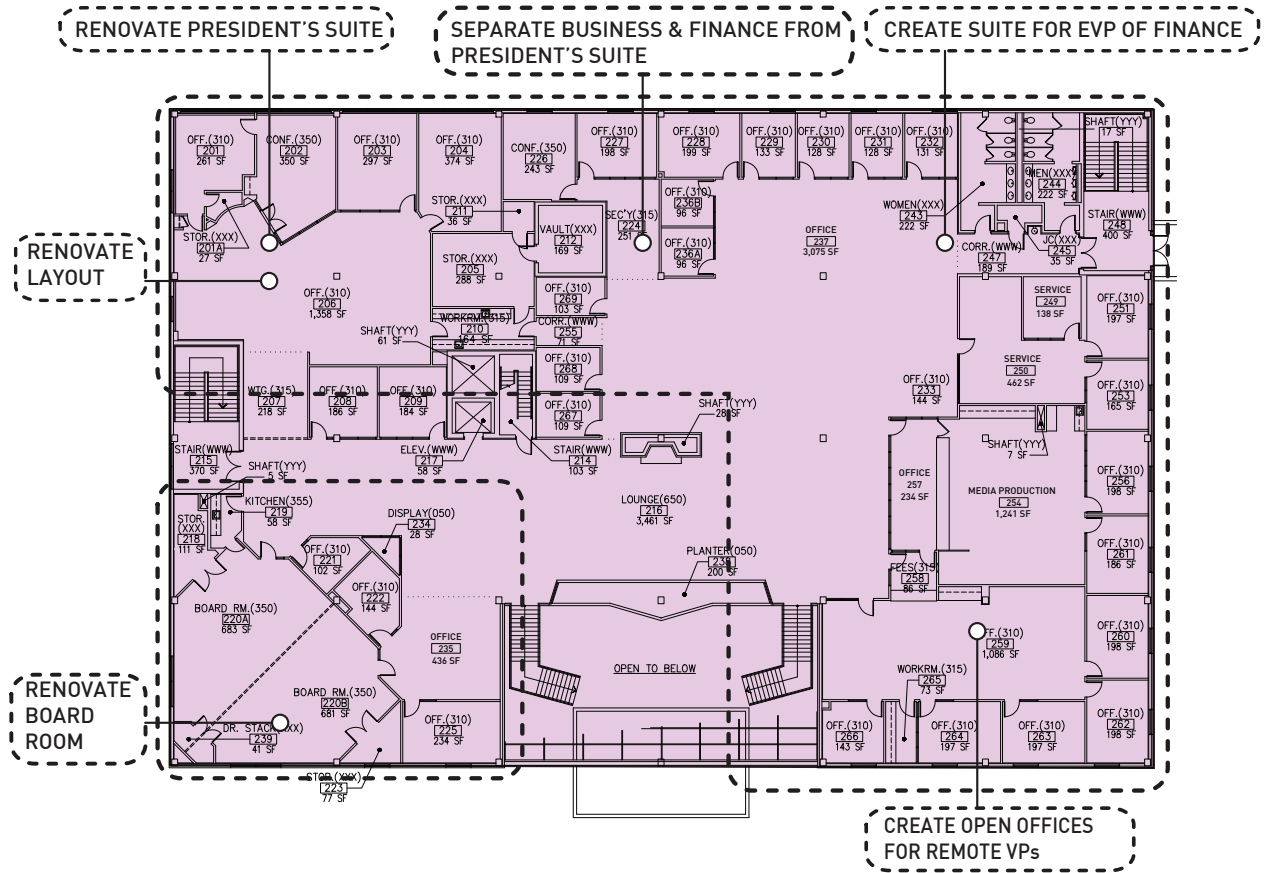 RENOVATE PRESIDENT'S SUITE
SEPARATE BUSINESS & FINANCE FROM
PRESIDENT'S SUITE
CREATE SUITE FOR EVP OF FINANCE
OFF.(310)
201
261 SF
CONF.(350)
202
350 SF
OFF.(310)
203
297 SF
OFF.(310)
204
374 SF
CONF.(350)
226
243 SF
OFF.(310)
227
198 SF
OFF.(310)
228
199 SF
OFF.(310)
229
133 SF
OFF.(310)
230
128 SF
OFF.(310)
231
128 SF
OFF.(310)
232
131 SF
SHAFT(YYY)
17 SF
MEN(XXX)
244
222 SF
WOMEN(XXX)
243
222 SF
STAIR(WWW)
248
400 SF
STOR.(XXX)
201A
27 SF
STOR.(XXX)
211
36 SF
VAULT(XXX)
212
169 SF
SEC'Y(315)
224
251
OFF.(310)
236B
96 SF
OFF.(310)
236A
96 SF
OFFICE
237
3,075 SF
CORR.(WWW)
247
189 SF
JC(XXX)
245
35 SF
RENOVATE
LAYOUT
STOR.(XXX)
205
288 SF
OFF.(310)
206
1,358 SF
OFF.(310)
269
103 SF
WORKRM.(315)
210
164 SF
CORR.(WWW)
255
71 SF
SHAFT(YYY)
61 SF
OFF.(310)
268
109 SF
OFF.(310)
267
109 SF
SERVICE
249
138 SF
OFF.(310)
251
197 SF
SERVICE
250
462 SF
OFF.(310)
253
165 SF
WTG.(315)
207
218 SF
OFF.(310)
208
186 SF
OFF.(310)
209
184 SF
OFF.(310)
233
144 SF
SHAFT(YYY)
28 SF
STAIR(WWW)
215
370 SF
SHAFT(YYY)
5 SF
ELEV.(WWW)
217
58 SF
STAIR(WWW)
214
103 SF
SHAFT(YYY)
7 SF
OFFICE
257
234 SF
MEDIA PRODUCTION
254
1,241 SF
OFF.(310)
256
198 SF
LOUNGE(650)
216
3,461 SF
KITCHEN(355)
219
58 SF
STOR.
(XXX)
218
111 SF
DISPLAY(050)
234
28 SF
OFF.(310)
221
102 SF
OFF.(310)
222
144 SF
PLANTER(050)
200 SF
258
86 SF
OFF.(310)
261
186 SF
BOARD RM.(350)
220A
683 SF
OFFICE
235
436 SF
OPEN TO BELOW
259
1,086 SF
OFF.(310)
260
198 SF
WORKRM.(315)
265
73 SF
RENOVATE
BOARD
ROOM
BOARD RM.(350)
220B
681 SF
239
41 SF
OFF.(310)
225
234 SF
OFF.(310)
266
143 SF
OFF.(310)
264
197 SF
OFF.(310)
263
197 SF
OFF.(310)
262
198 SF
STOR.(XXX)
223
77 SF
CREATE OPEN OFFICES
FOR REMOTE VPs